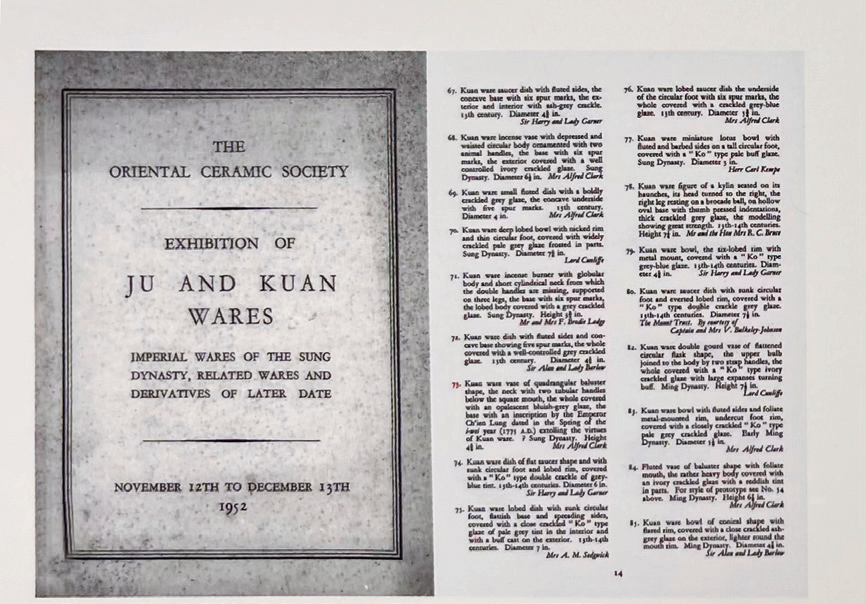 THE
ORIENTAL CERAMIC SOCIETY
EXHIBITION OF
JU AND KUAN
WARES
IMPERIAL WARES OF THE SUNG
DYNASTY, RELATED WARES AND
DERIVATIVES OF LATER DATE
NOVEMBER 12TH TO DECEMBER 13TH
1952
67. Kuan ware saucer dish with fluted sides, the
concave base with six spur marks, the ex-
terior and interior with ash-grey crackle.
13th century. Diameter 4¾ in.
Sir Harry and Lady Garner
68. Kuan ware incense vase with depressed and
waisted circular body ornamented with two
animal handles, the base with six spur
marks, the exterior covered with a well
controlled ivory crackled glaze. Sung
Dynasty. Diameter 6½ in. Mrs Alfred Clark
69. Kuan ware small fluted dish with a boldly
crackled grey glaze, the concave underside
with five spur marks. 13th century.
Diameter 4 in. Mrs Alfred Clark
70. Kuan ware deep lobed bowl with nicked rim
and thin circular foot, covered with widely
crackled pale grey glaze frosted in parts.
Sung Dynasty. Diameter 7½ in.
Lord Cunliffe
71. Kuan ware incense burner with globular
body and short cylindrical neck from which
the double handles are missing, supported
on three legs, the base with six spur marks,
the lobed body covered with a grey crackled
glaze. Sung Dynasty. Height in.
Mr and Mrs F. Brodie Lodge
72. Kuan ware dish with fluted sides and con-
cave base showing five spur marks, the whole
covered with a well-controlled grey crackled
glaze. 13th century. Diameter in.
Sir Alan and Lady Barlow
73. Kuan ware vase of quadrangular baluster
shape, the neck with two tubular handles
below the square mouth, the whole covered
with an opalescent bluish-grey glaze, the
base with an inscription by the Emperor
Ch'ien Lung dated in the Spring of the
year (1775 A.D.) extolling the virtues
of Kuan ware. ? Sung Dynasty. Height
in. Mrs Alfred Clark
74. Kuan ware dish of flat saucer shape and with
sunk circular foot and lobed rim, covered
with a "Ko" type double crackle of grey-
blue tint. 13th-14th centuries. Diameter 6 in.
Sir Harry and Lady Garner
75. Kuan ware lobed dish with sunk circular
foot, flattish base and spreading sides,
covered with a close crackled "Ko" type
glaze of pale grey tint in the interior and
with a buff cast on the exterior. 13th-14th
centuries. Diameter 7 in.
Mrs A. M. Sedgwick
76. Kuan ware lobed saucer dish the underside
of the circular foot with six spur marks, the
whole covered with a crackled grey-blue
glaze. 13th century. Diameter in.
Mrs Alfred Clark
77. Kuan ware miniature lotus bowl with
fluted and barbed sides on a tall circular foot,
covered with a "Ko" type pale buff glaze.
Sung Dynasty. Diameter 3 in.
Herr Carl Kempe
78. Kuan ware figure of a kylin seated on its
haunches, its head turned to the right, the
right leg resting on a brocade ball, on hollow
oval base with thumb pressed indentations,
thick crackled grey glaze, the modelling
showing great strength. 13th-14th centuries.
Height in. Mr and the Hon Mrs R. C. Bruce
79. Kuan ware bowl, the six-lobed rim with
metal mount, covered with a "Ko" type
grey-blue glaze. 13th-14th centuries. Diam-
eter in. Sir Harry and Lady Garner
80. Kuan ware saucer dish with sunk circular
foot and everted lobed rim, covered with a
"Ko" type double crackle grey glaze.
13th-14th centuries. Diameter in.
The Mount Trust. By courtesy of
Captain and Mrs V. Bulkeley-Johnson
82. Kuan ware double gourd vase of flattened
circular flask shape, the upper bulb
joined to the body by two strap handles, the
whole covered with a "Ko" type ivory
crackled glaze with large expanses turning
buff. Ming Dynasty. Height in.
Lord Cunliffe
83. Kuan ware bowl with fluted sides and foliate
metal-mounted rim, undercut foot rim,
covered with a closely crackled "Ko" type
pale grey crackled glaze. Early Ming
Dynasty. Diameter in.
Mrs Alfred Clark
84. Fluted vase of baluster shape with foliate
mouth, the rather heavy body covered with
an ivory crackled glaze with a reddish tint
in parts. For style of prototype see No. 54
above. Ming Dynasty. Height in.
Mrs Alfred Clark
85. Kuan ware bowl of conical shape with
flared rim, covered with a close crackled ash-
grey glaze on the exterior, lighter round the
mouth rim. Ming Dynasty. Diameter in.
Sir Alan and Lady Barlow
14